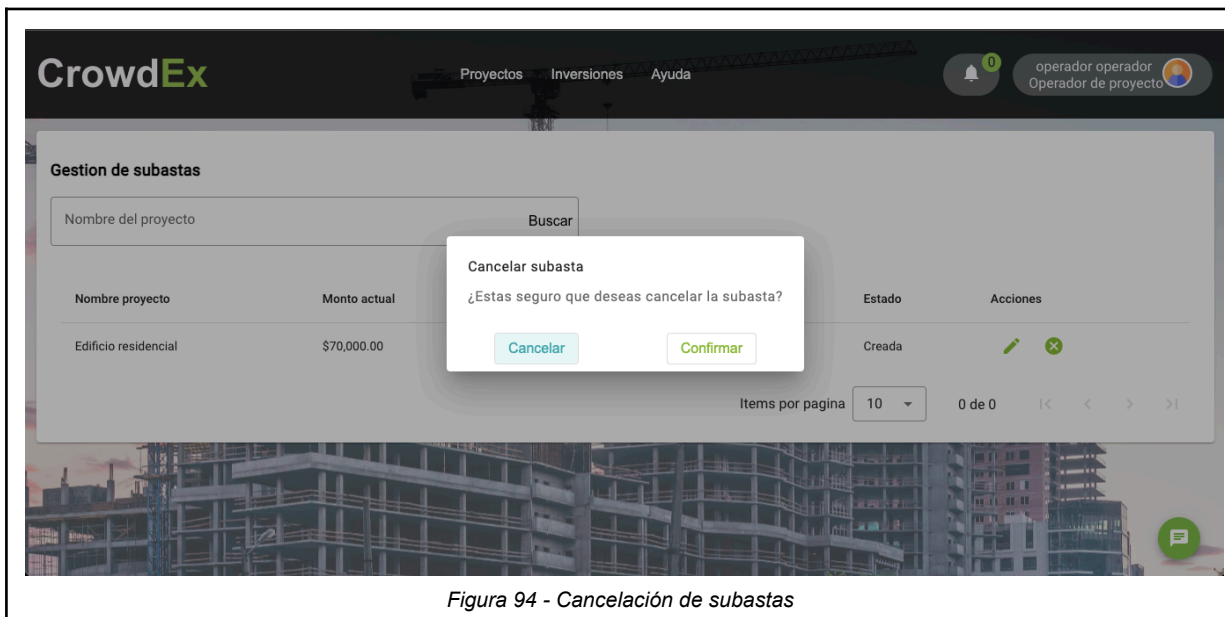 CrowdEx
Proyectos Inversiones Ayuda
0
operador operador
Operador de proyecto
Gestion de subastas
Nombre del proyecto Buscar
Cancelar subasta
¿Estas seguro que deseas cancelar la subasta?
Cancelar Confirmar
Nombre proyecto Monto actual Estado Acciones
Edificio residencial $70,000.00 Creada
Items por pagina 10 0 de 0
Figura 94 - Cancelación de subastas